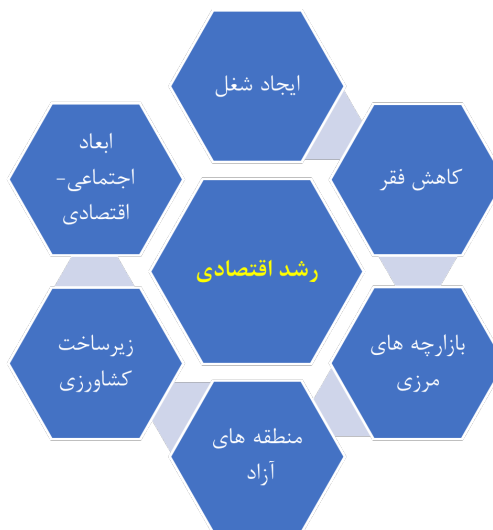 ایجاد شغل
کاهش فقر
بازارچه های
مرزی
منطقه های
آزاد
زیرساخت
کشاورزی
ابعاد
اجتماعی-
اقتصادی
رشد اقتصادی